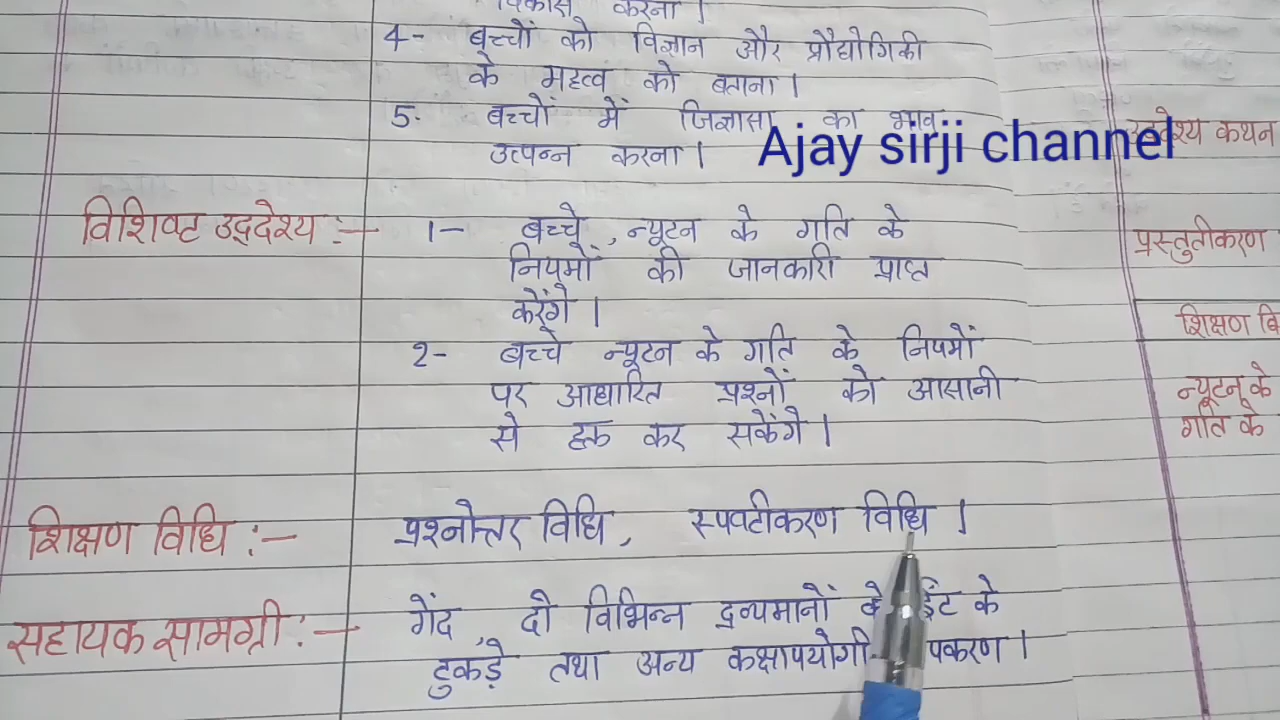 विकास करना।
4- बच्चों को विज्ञान और प्रौद्योगिकी
के महत्व को बताना।
5- बच्चों में जिज्ञासा का भाव
उत्पन्न करना।
Ajay sirji channel
विशिष्ट उद्देश्य :-
1- बच्चे, न्यूटन के गति के
नियमों की जानकारी प्राप्त
करेंगे।
2- बच्चे न्यूटन के गति के नियमों
पर आधारित प्रश्नों को आसानी
से हल कर सकेंगे।
शिक्षण विधि :- प्रश्नोत्तर विधि, स्पष्टीकरण विधि।
सहायक सामग्री :- गेंद, दो विभिन्न द्रव्यमानों के ईंट के
टुकड़े तथा अन्य कक्षापयोगी उपकरण।
उद्देश्य कथन
प्रस्तुतीकरण
शिक्षण वि
न्यूटन के
गति के